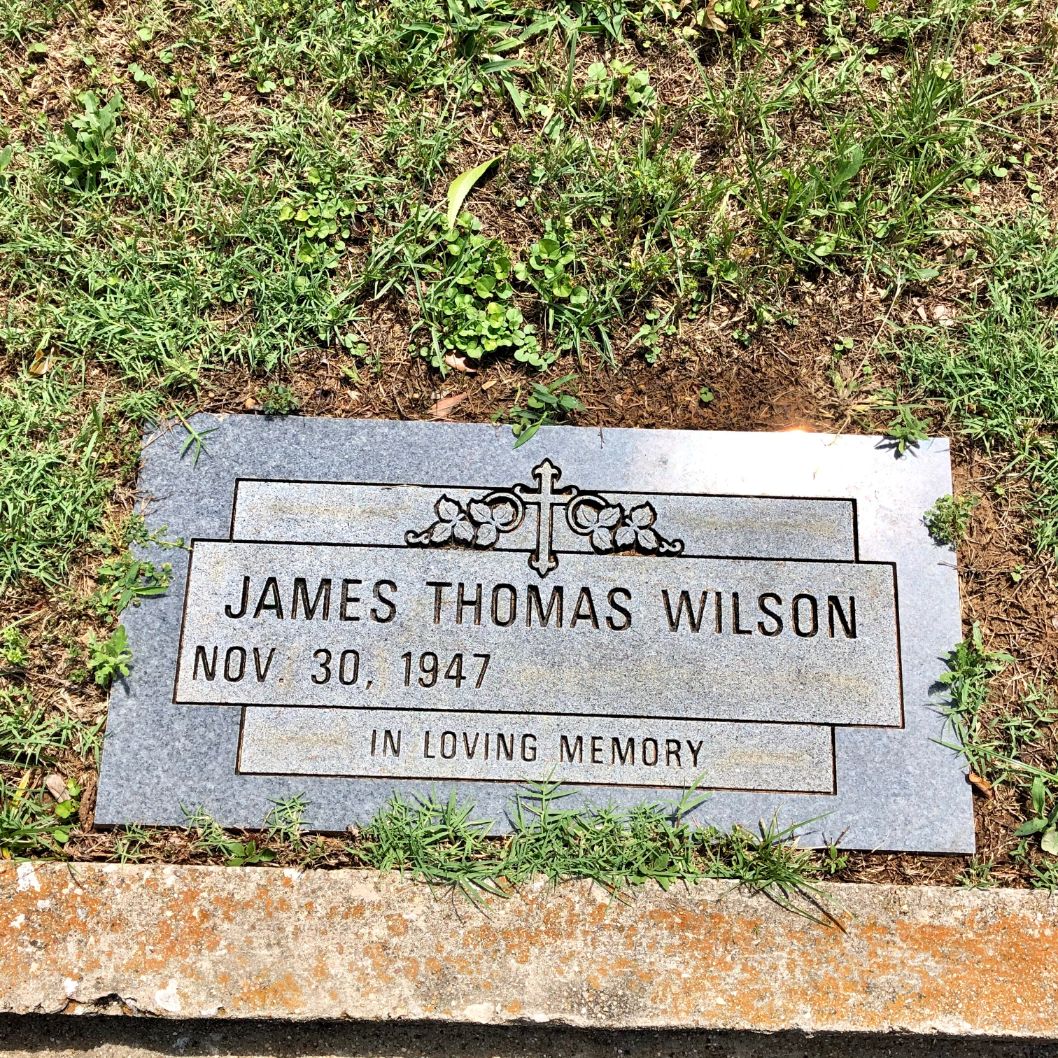 JAMES THOMAS WILSON
NOV. 30, 1947
IN LOVING MEMORY